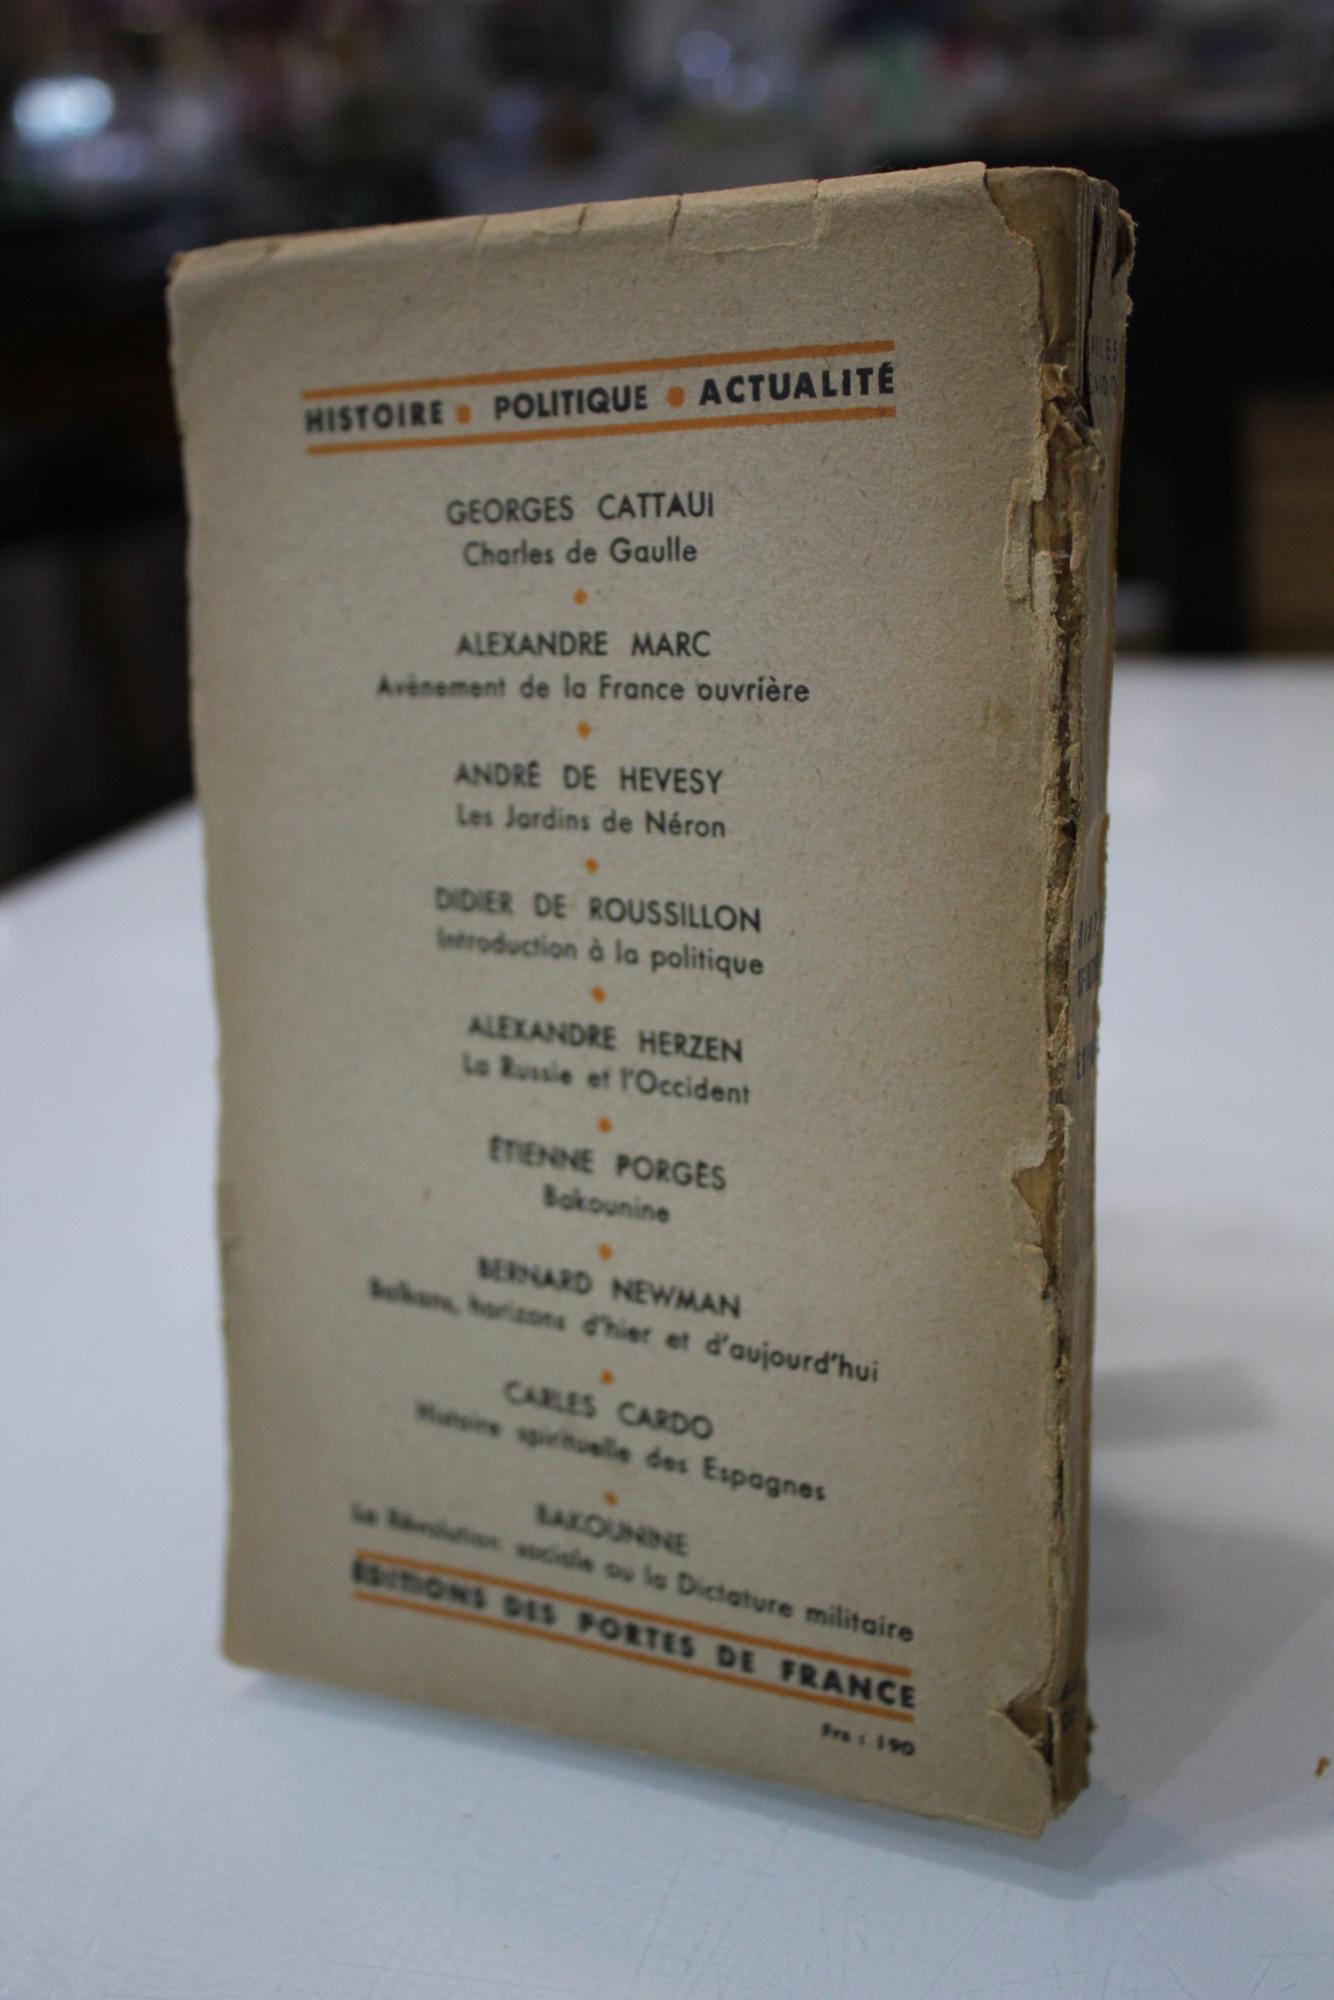 HISTOIRE • POLITIQUE • ACTUALITÉ
GEORGES CATTAUI
Charles de Gaulle
ALEXANDRE MARC
Avènement de la France ouvrière
ANDRÉ DE HEVESY
Les Jardins de Néron
DIDIER DE ROUSSILLON
Introduction à la politique
ALEXANDRE HERZEN
La Russie et l'Occident
ÉTIENNE PORGÈS
Bakounine
BERNARD NEWMAN
Balkans, horizons d'hier et d'aujourd'hui
CARLES CARDO
Histoire spirituelle des Espagnes
BAKOUNINE
La Révolution sociale ou la Dictature militaire
ÉDITIONS DES PORTES DE FRANCE
Frs : 190